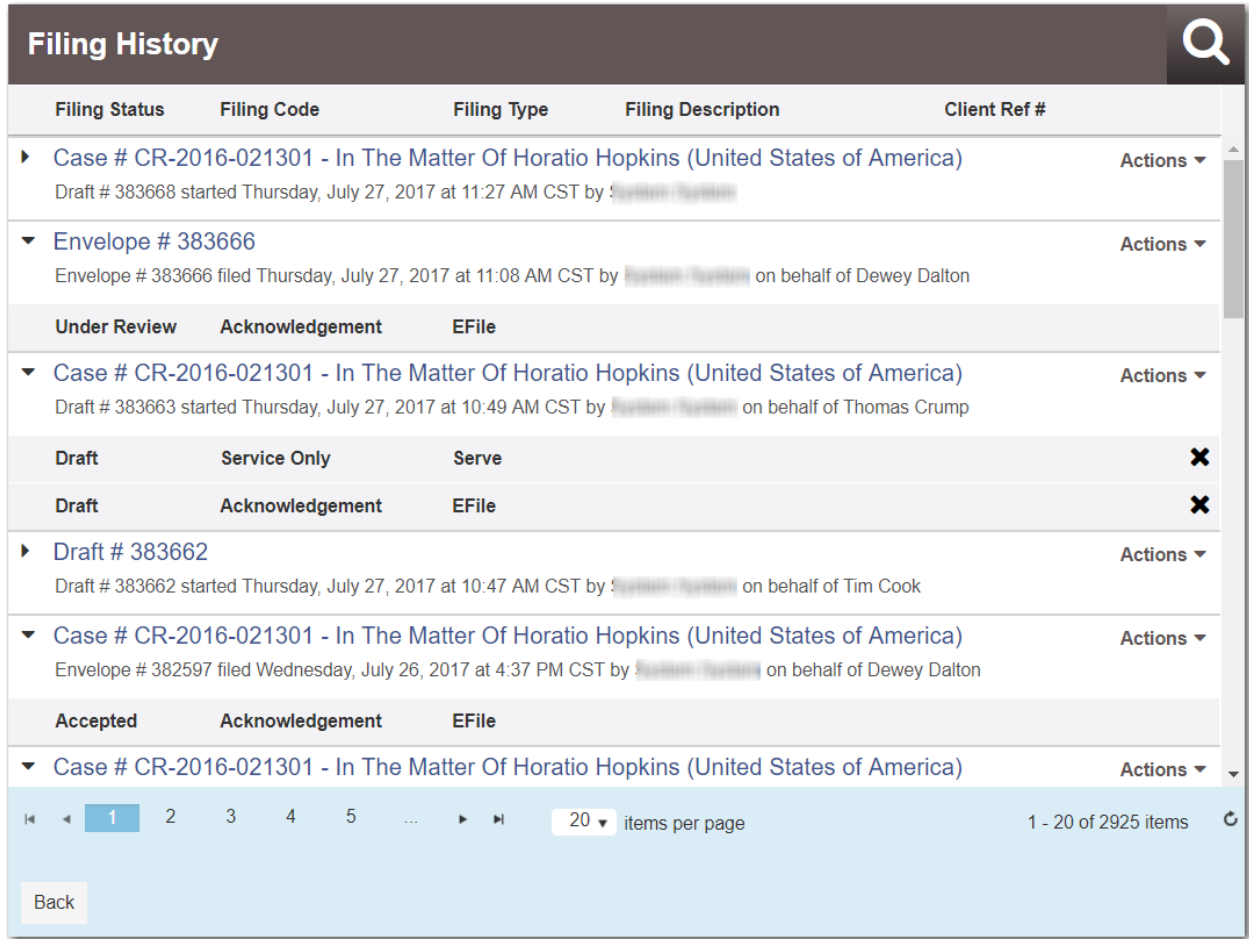 Filing History
Filing Status Filing Code Filing Type Filing Description Client Ref #
Case # CR-2016-021301 - In The Matter Of Horatio Hopkins (United States of America) Actions
Draft # 383668 started Thursday, July 27, 2017 at 11:27 AM CST by
Envelope # 383666 Actions
Envelope # 383666 filed Thursday, July 27, 2017 at 11:08 AM CST by on behalf of Dewey Dalton
Under Review Acknowledgement EFile
Case # CR-2016-021301 - In The Matter Of Horatio Hopkins (United States of America) Actions
Draft # 383663 started Thursday, July 27, 2017 at 10:49 AM CST by on behalf of Thomas Crump
Draft Service Only Serve
Draft Acknowledgement EFile
Draft # 383662 Actions
Draft # 383662 started Thursday, July 27, 2017 at 10:47 AM CST by on behalf of Tim Cook
Case # CR-2016-021301 - In The Matter Of Horatio Hopkins (United States of America) Actions
Envelope # 382597 filed Wednesday, July 26, 2017 at 4:37 PM CST by on behalf of Dewey Dalton
Accepted Acknowledgement EFile
Case # CR-2016-021301 - In The Matter Of Horatio Hopkins (United States of America) Actions
1 2 3 4 5 ... 20 items per page 1 - 20 of 2925 items
Back